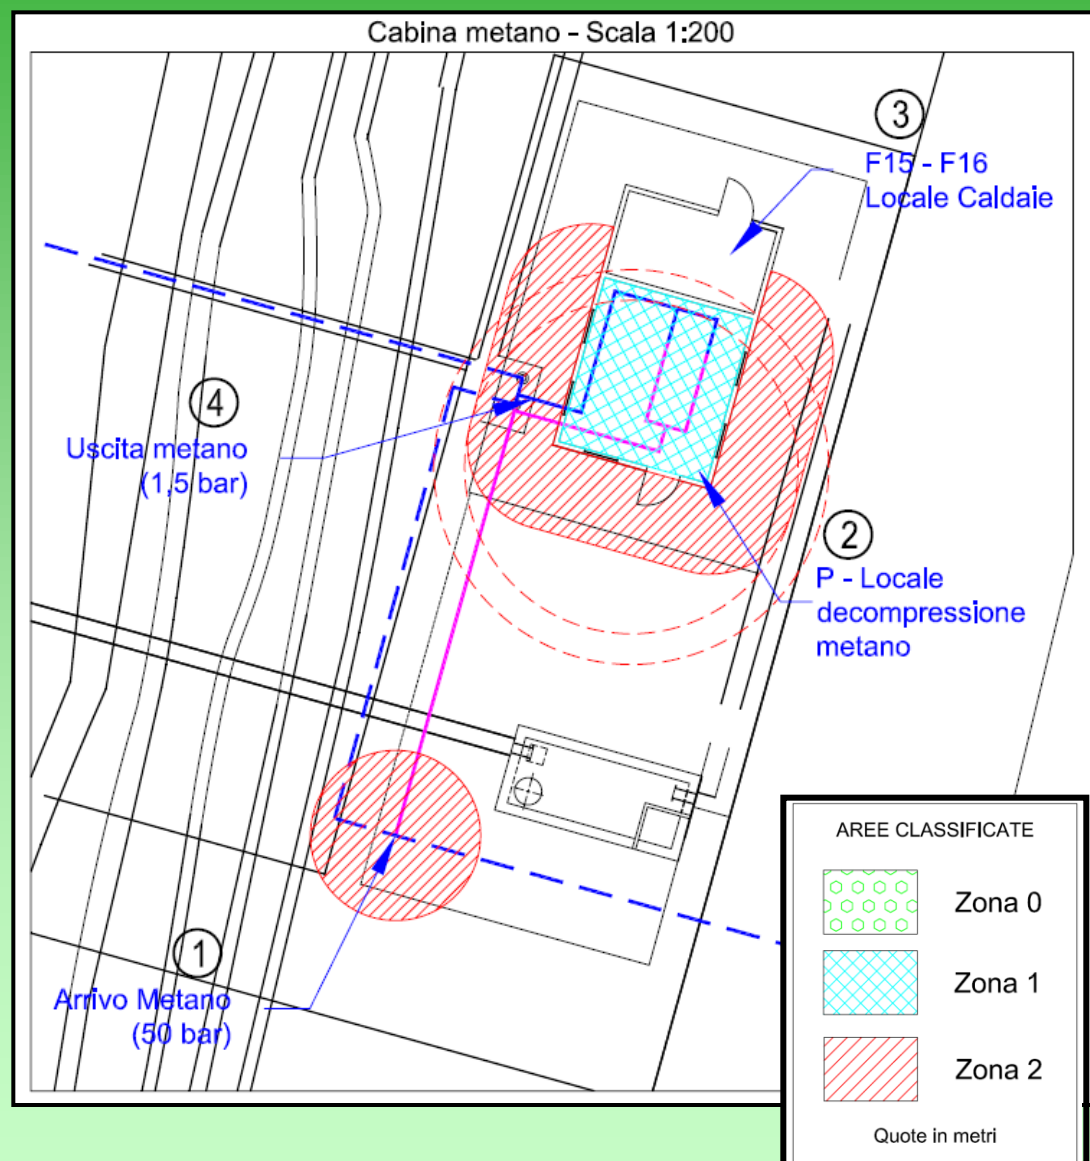 Cabina metano - Scala 1:200
3
F15 - F16
Locale Caldaie
4
Uscita metano
(1,5 bar)
2
P - Locale
decompressione
metano
1
Arrivo Metano
(50 bar)
AREE CLASSIFICATE
Zona 0
Zona 1
Zona 2
Quote in metri